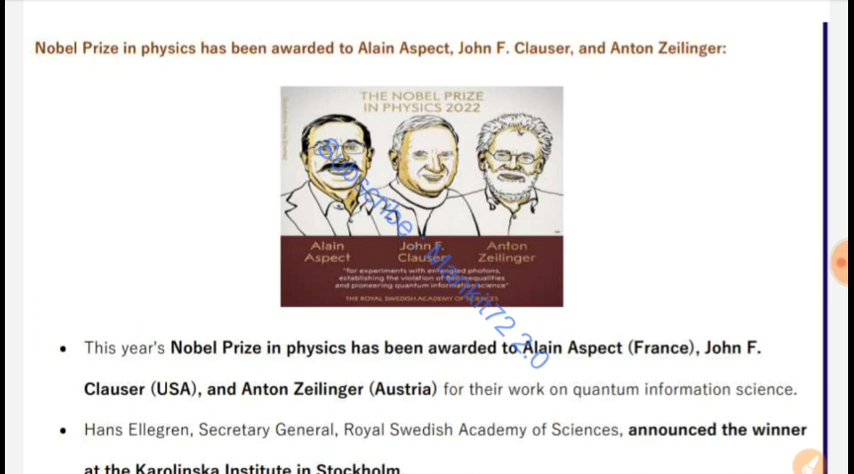 Nobel Prize in physics has been awarded to Alain Aspect, John F. Clauser, and Anton Zeilinger:
THE NOBEL PRIZE
IN PHYSICS 2022
Alain
Aspect
John F.
Clauser
Anton
Zeilinger
"for experiments with entangled photons,
establishing the violation of Bell inequalities
and pioneering quantum information science"
THE ROYAL SWEDISH ACADEMY OF SCIENCES
• This year's Nobel Prize in physics has been awarded to Alain Aspect (France), John F.
Clauser (USA), and Anton Zeilinger (Austria) for their work on quantum information science.
• Hans Ellegren, Secretary General, Royal Swedish Academy of Sciences, announced the winner
at the Karolinska Institute in Stockholm